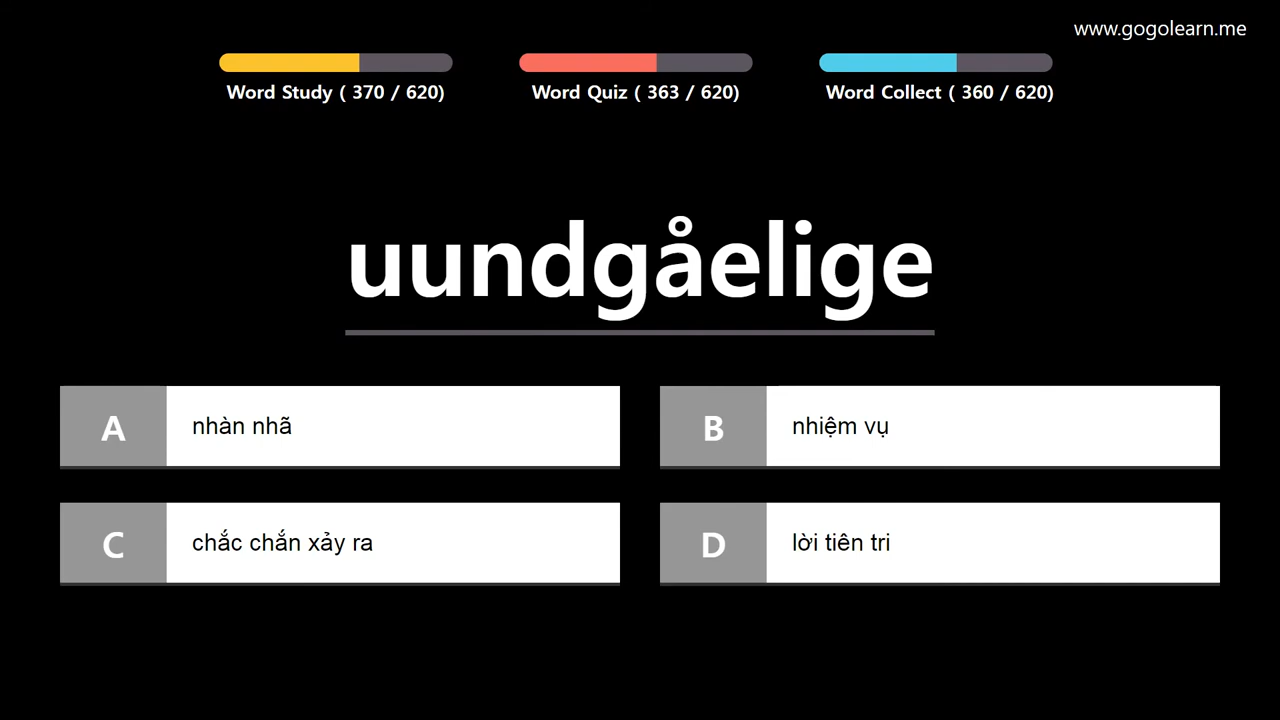 www.gogolearn.me
Word Study ( 370 / 620)
Word Quiz ( 363 / 620)
Word Collect ( 360 / 620)
uundgåelige
A nhàn nhã
B nhiệm vụ
C chắc chắn xảy ra
D lời tiên tri